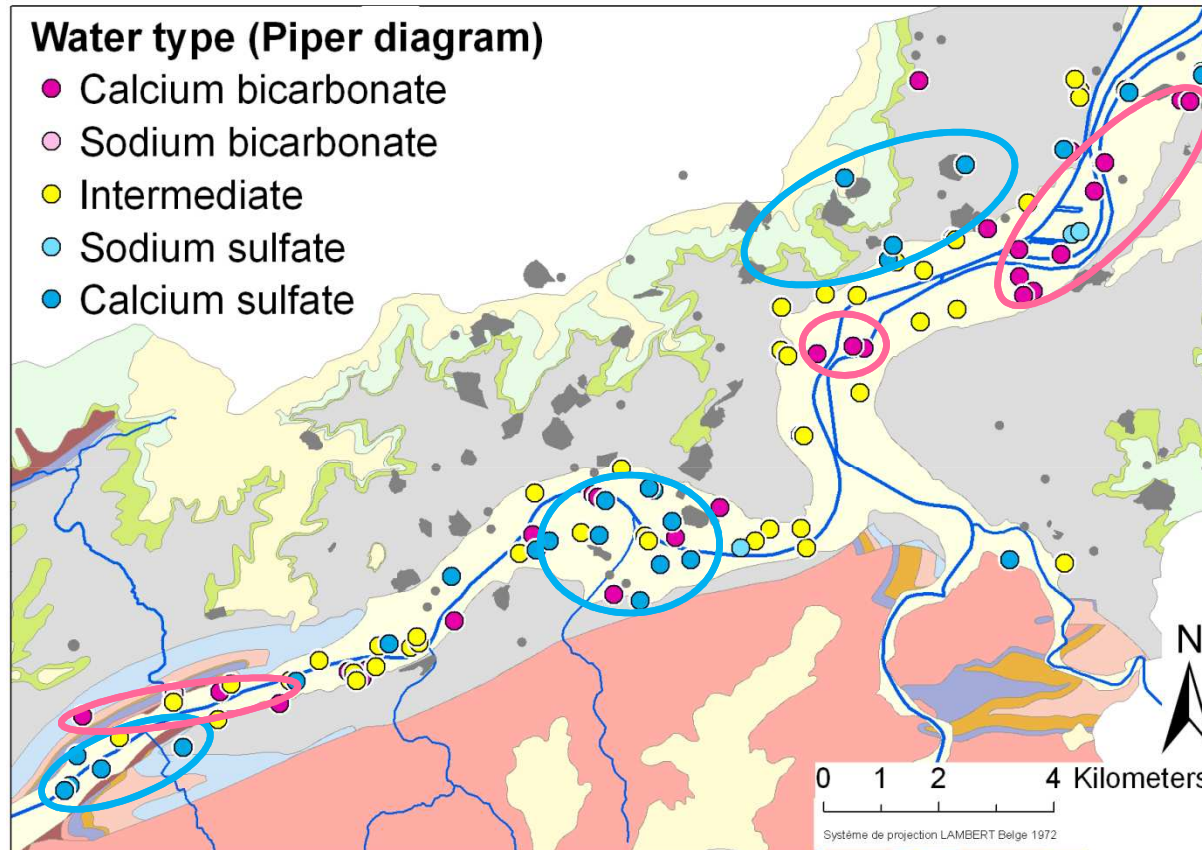 Water type (Piper diagram)
Calcium bicarbonate
Sodium bicarbonate
Intermediate
Sodium sulfate
Calcium sulfate
N
0 1 2 4 Kilometers
Système de projection LAMBERT Belge 1972